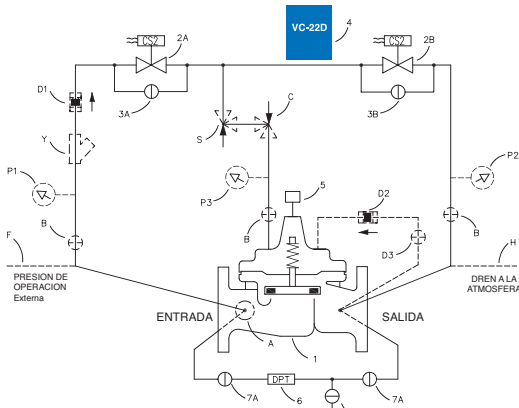 2A
VC-22D
4
2B
CS2
CS2
D1
3A
3B
C
Y
S
P1
P3
5
D2
P2
B
B
B
F
D3
H
PRESION DE
OPERACION
Externa
DREN A LA
ATMOSFERA
ENTRADA
SALIDA
A
1
7A
DPT
6
7A